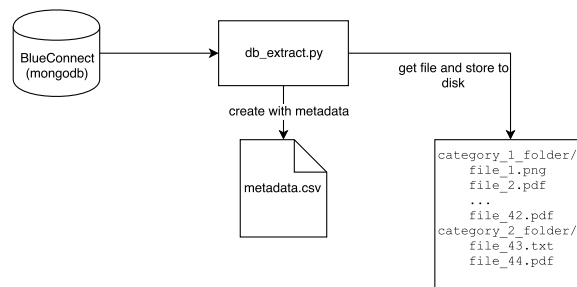 BlueConnect
(mongodb)
db_extract.py
get file and store to
disk
create with metadata
metadata.csv
category_1_folder/
file_1.png
file_2.pdf
...
file_42.pdf
category_2_folder/
file_43.txt
file_44.pdf